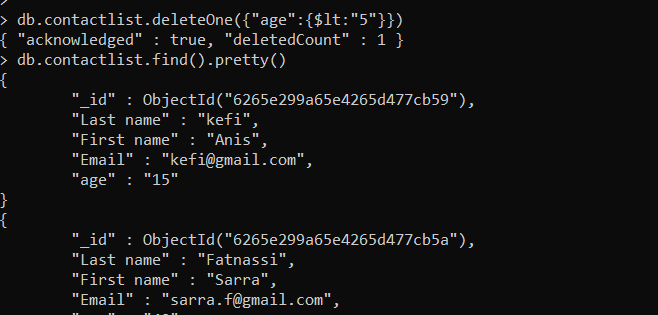 >
> db.contactlist.deleteOne({"age":{$lt:"5"}})
{ "acknowledged" : true, "deletedCount" : 1 }
> db.contactlist.find().pretty()
{
"_id" : ObjectId("6265e299a65e4265d477cb59"),
"Last name" : "kefi",
"First name" : "Anis",
"Email" : "kefi@gmail.com",
"age" : "15"
}
{
"_id" : ObjectId("6265e299a65e4265d477cb5a"),
"Last name" : "Fatnassi",
"First name" : "Sarra",
"Email" : "sarra.f@gmail.com",